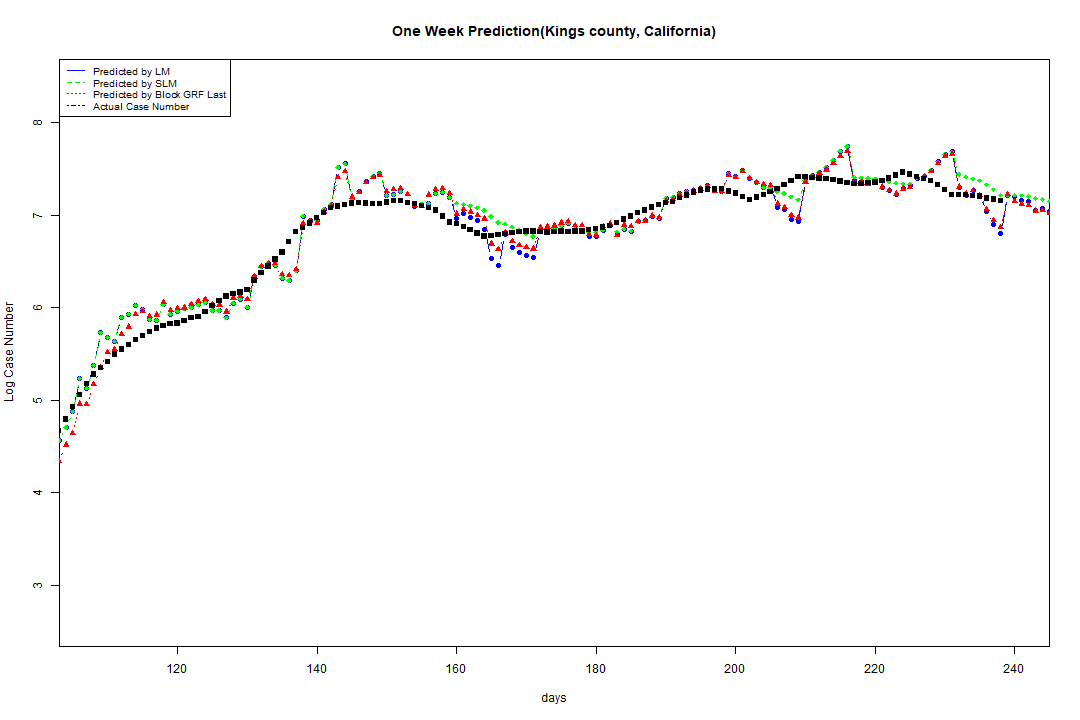 One Week Prediction(Kings county, California)
Predicted by LM
Predicted by SLM
Predicted by Block GRF Last
Actual Case Number
8
7
6
5
4
3
Log Case Number
120 140 160 180 200 220 240
days